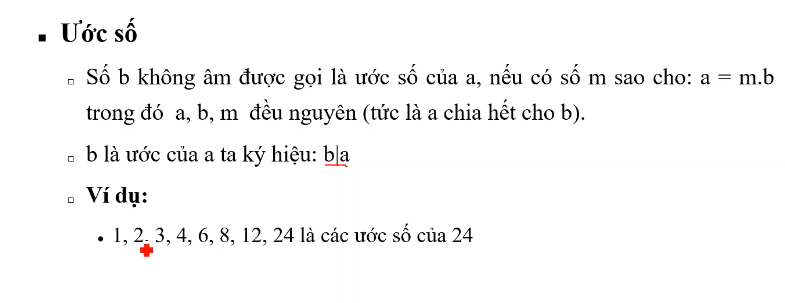 Ước số
Số b không âm được gọi là ước số của a, nếu có số m sao cho: a = m.b
trong đó a, b, m đều nguyên (tức là a chia hết cho b).
b là ước của a ta ký hiệu: b|a
Ví dụ:
1, 2, 3, 4, 6, 8, 12, 24 là các ước số của 24